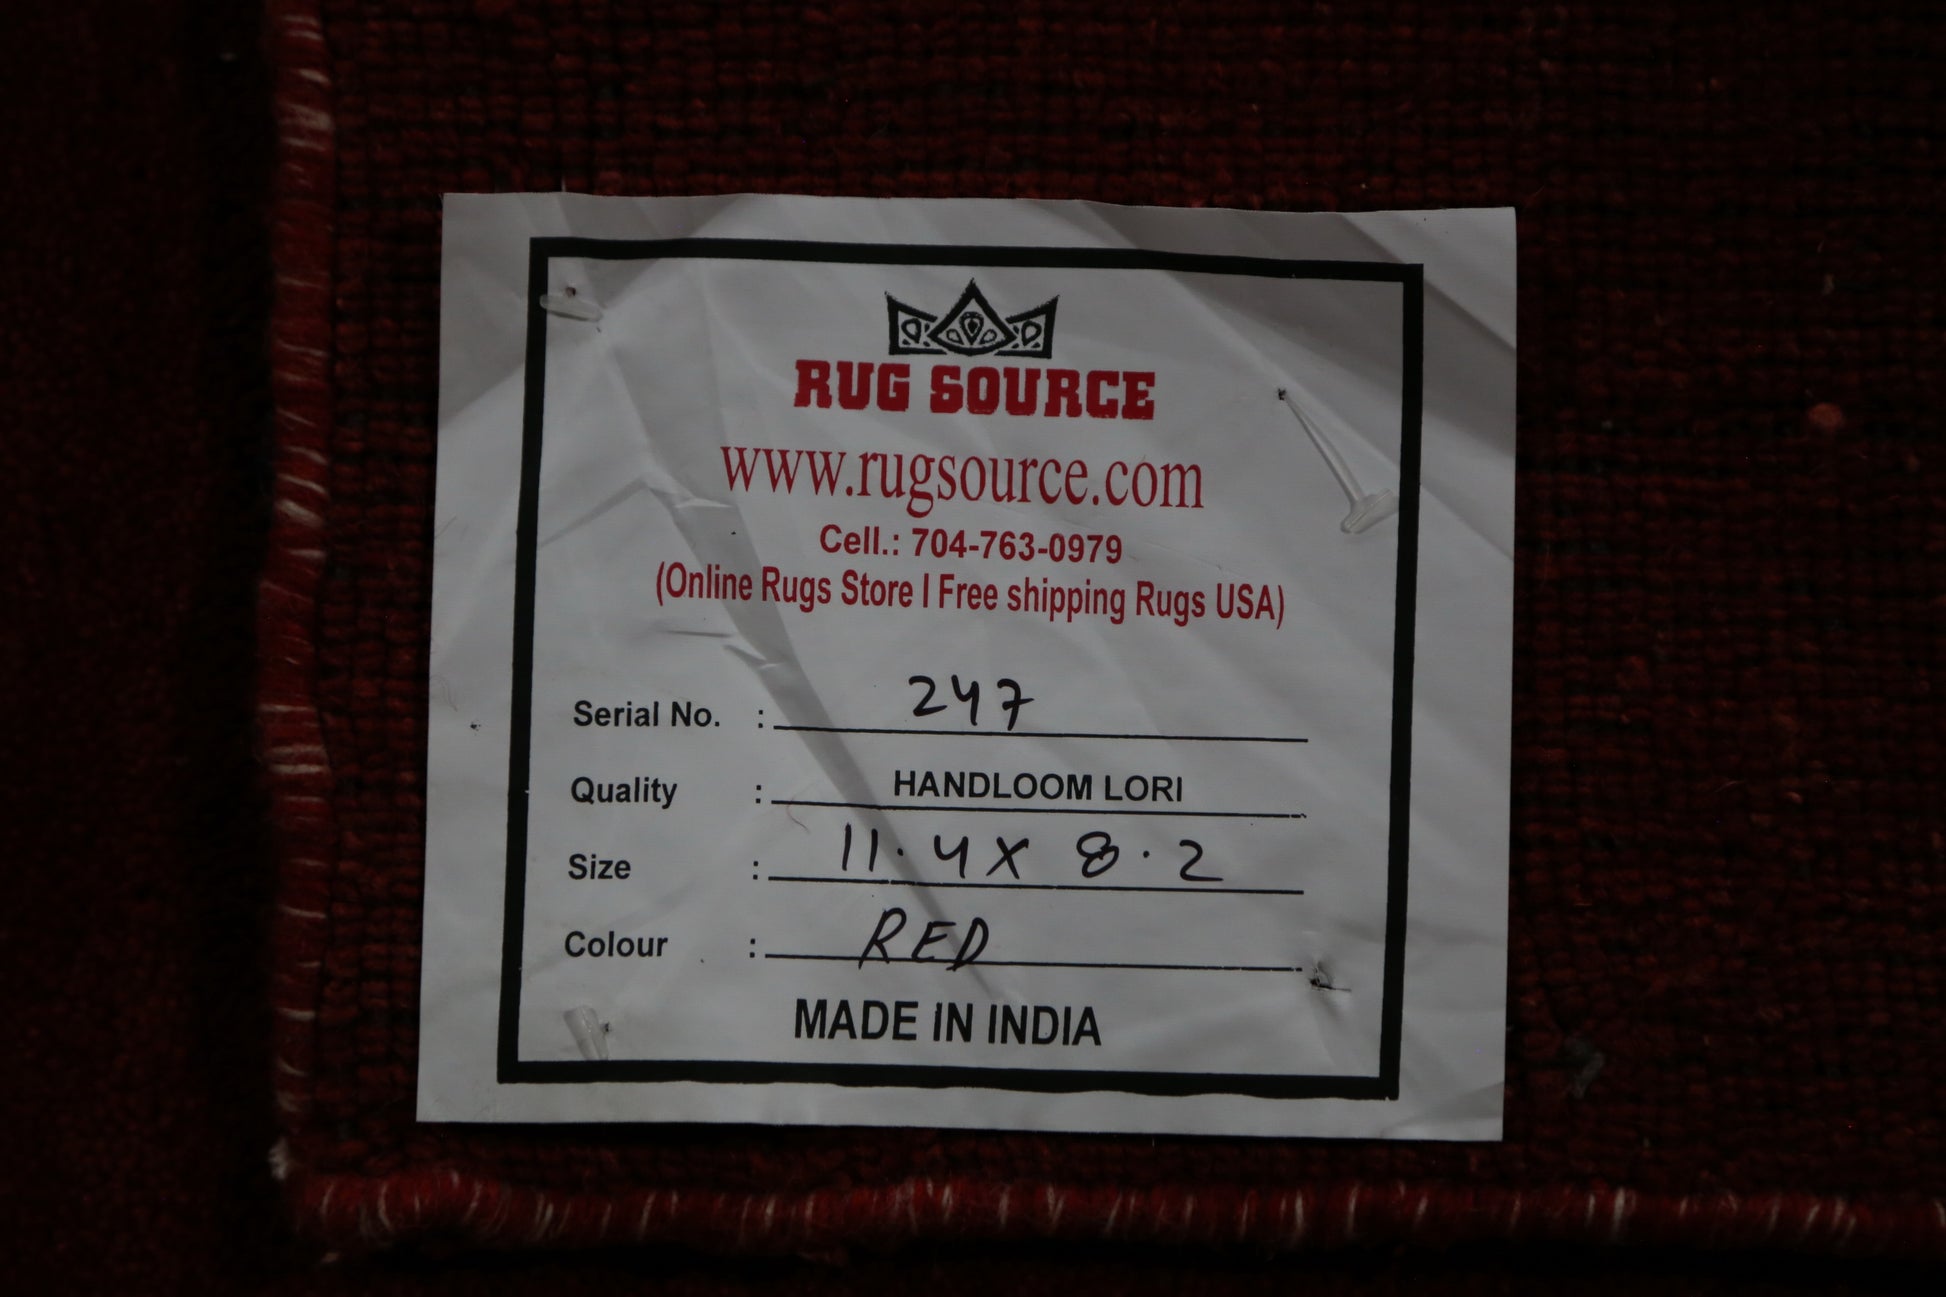 RUG SOURCE
www.rugsource.com
Cell.: 704-763-0979
(Online Rugs Store I Free shipping Rugs USA)
Serial No. : 247
Quality : HANDLOOM LORI
Size : 11.4 X 8.2
Colour : RED
MADE IN INDIA